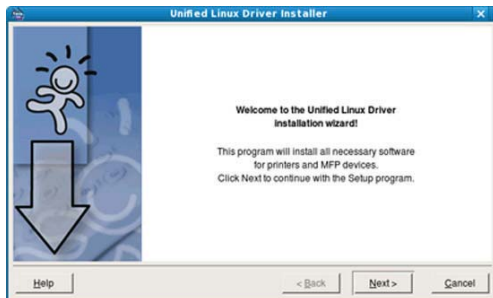 Unified Linux Driver Installer
Welcome to the Unified Linux Driver
installation wizard!
This program will install all necessary software
for printers and MFP devices.
Click Next to continue with the Setup program.
Help
< Back
Next >
Cancel